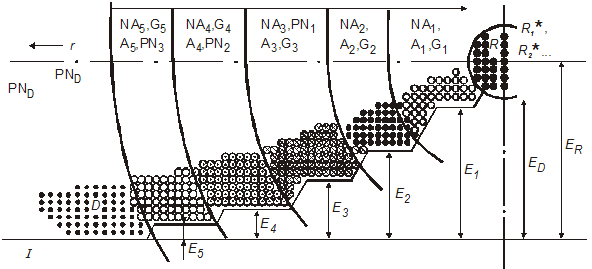 NA5,G5 NA4,G4 NA3,PN1 NA2, NA1, R1*,
A5,PN3 A4,PN2 A3,G3 A2,G2 A1,G1 R R2*...
r
PND PND
E1 ED ER
D E5 E4 E3 E2
I